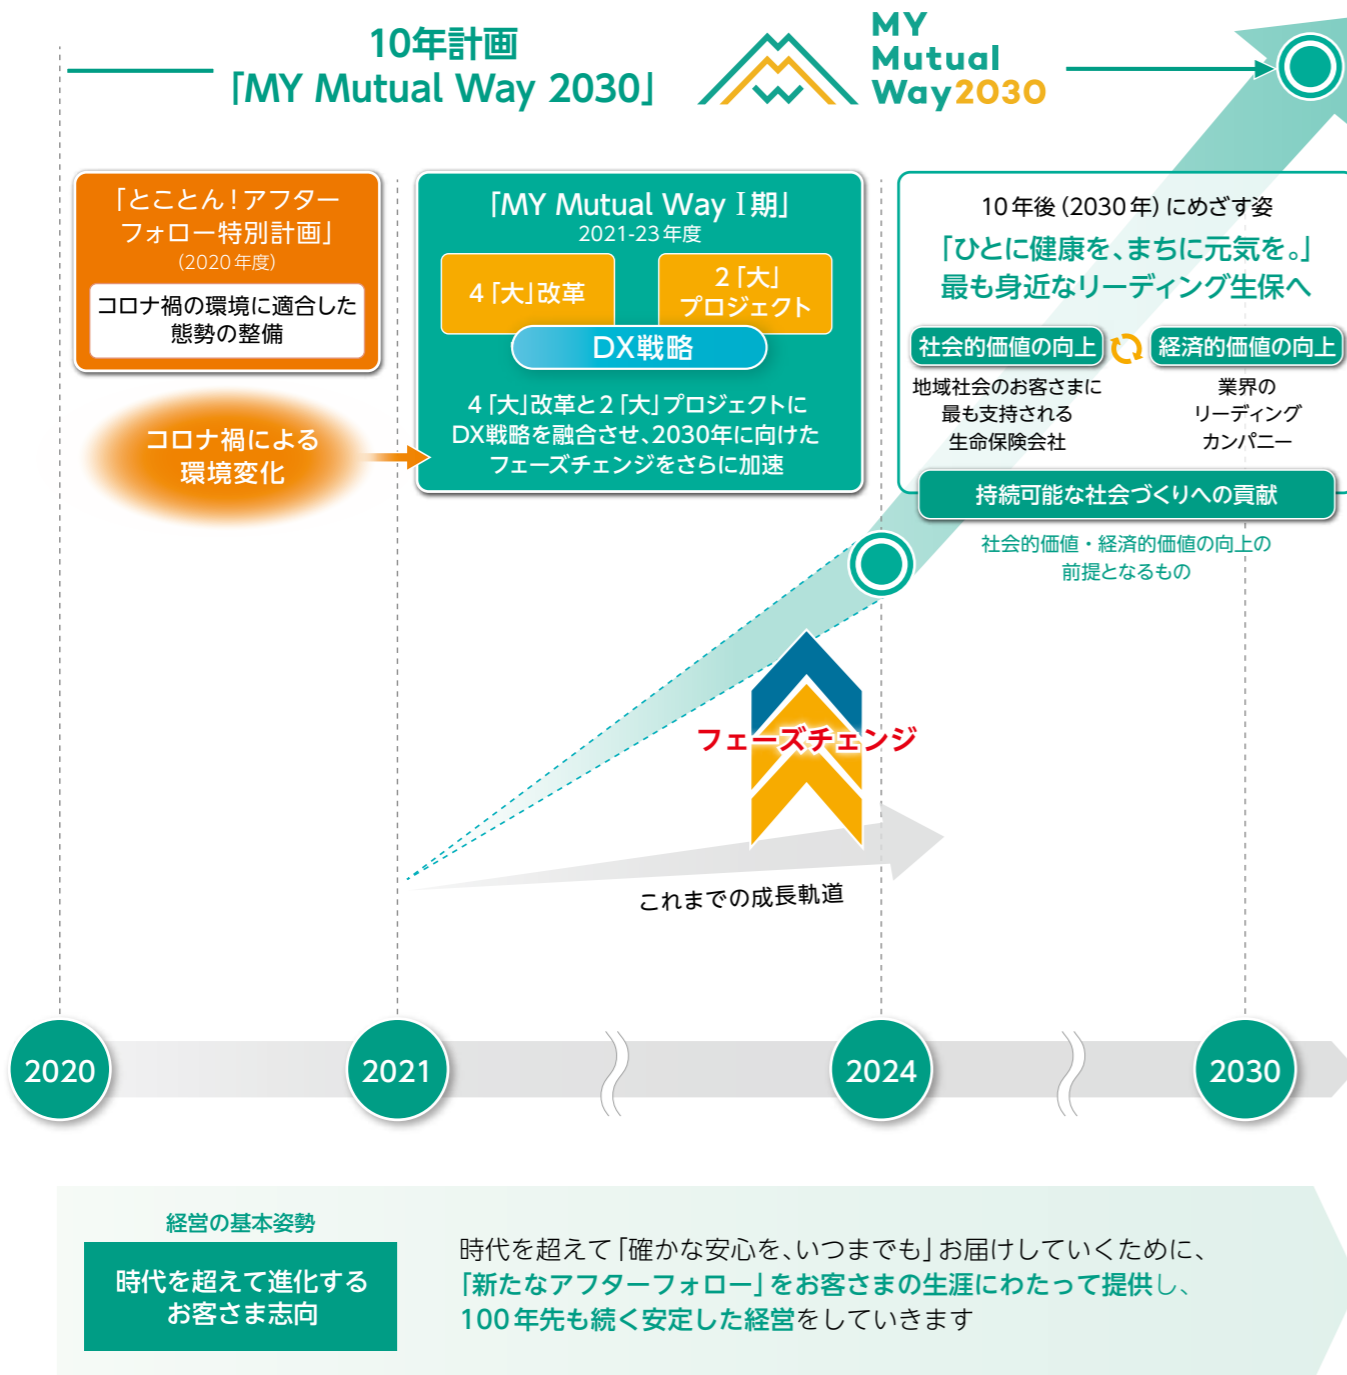 10年計画
「MY Mutual Way 2030」
MY
Mutual
Way2030
「とことん！アフター
フォロー特別計画」
(2020年度)
コロナ禍の環境に適合した
態勢の整備
コロナ禍による
環境変化
「MY Mutual Way Ⅰ期」
2021-23年度
4「大」改革
2「大」
プロジェクト
DX戦略
4「大」改革と2「大」プロジェクトに
DX戦略を融合させ、2030年に向けた
フェーズチェンジをさらに加速
10年後（2030年）にめざす姿
「ひとに健康を、まちに元気を。」
最も身近なリーディング生保へ
社会的価値の向上
経済的価値の向上
地域社会のお客さまに
最も支持される
生命保険会社
業界の
リーディング
カンパニー
持続可能な社会づくりへの貢献
社会的価値・経済的価値の向上の
前提となるもの
フェーズチェンジ
これまでの成長軌道
2020
2021
2024
2030
経営の基本姿勢
時代を超えて進化する
お客さま志向
時代を超えて「確かな安心を、いつまでも」お届けしていくために、
「新たなアフターフォロー」をお客さまの生涯にわたって提供し、
100年先も続く安定した経営をしていきます